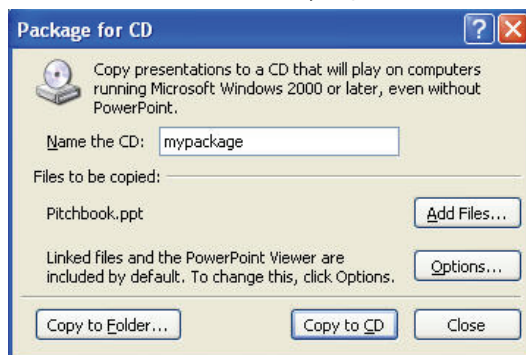 Package for CD
Copy presentations to a CD that will play on computers
running Microsoft Windows 2000 or later, even without
PowerPoint.
Name the CD: mypackage
Files to be copied:
Pitchbook.ppt
Add Files...
Linked files and the PowerPoint Viewer are
included by default. To change this, click Options.
Options...
Copy to Folder... Copy to CD Close